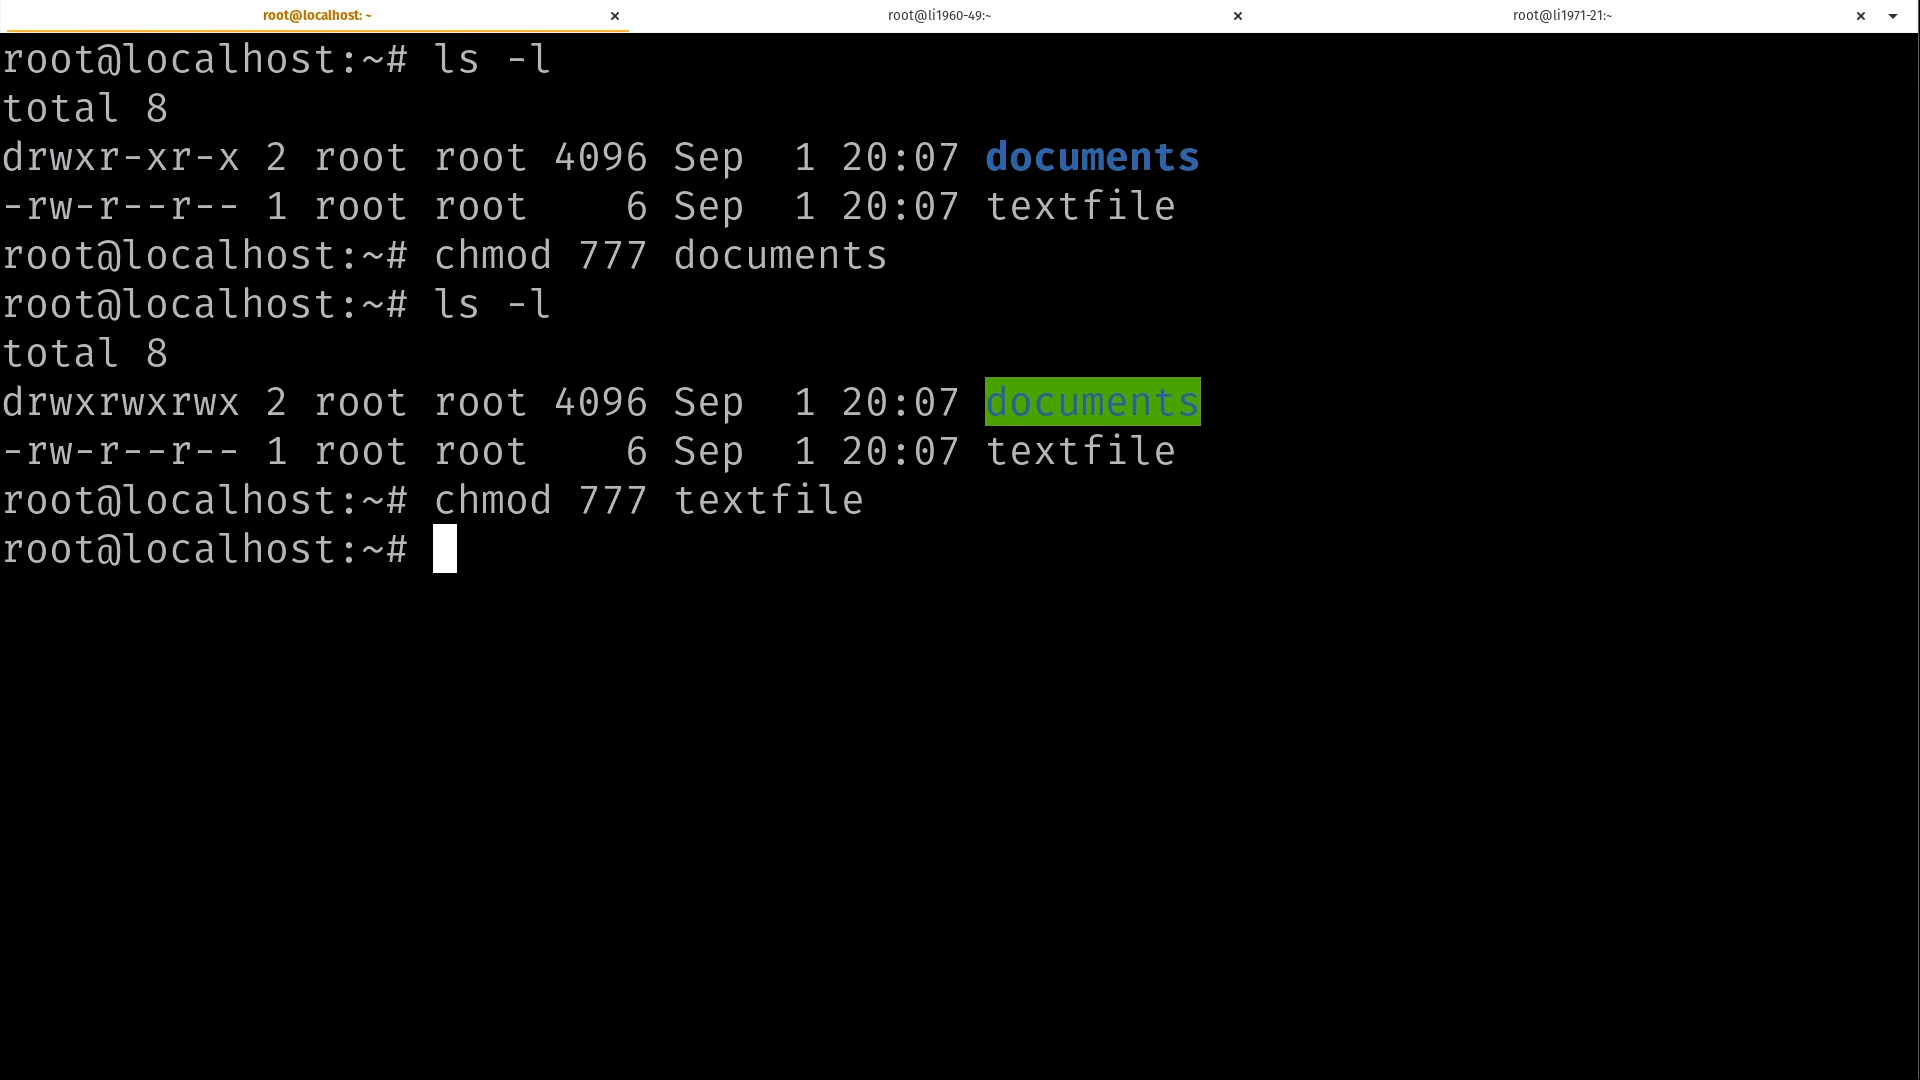 root@localhost: ~ × root@li1960-49:~ × root@li1971-21:~ ×
root@localhost:~# ls -l
total 8
drwxr-xr-x 2 root root 4096 Sep  1 20:07 documents
-rw-r--r-- 1 root root    6 Sep  1 20:07 textfile
root@localhost:~# chmod 777 documents
root@localhost:~# ls -l
total 8
drwxrwxrwx 2 root root 4096 Sep  1 20:07 documents
-rw-r--r-- 1 root root    6 Sep  1 20:07 textfile
root@localhost:~# chmod 777 textfile
root@localhost:~#